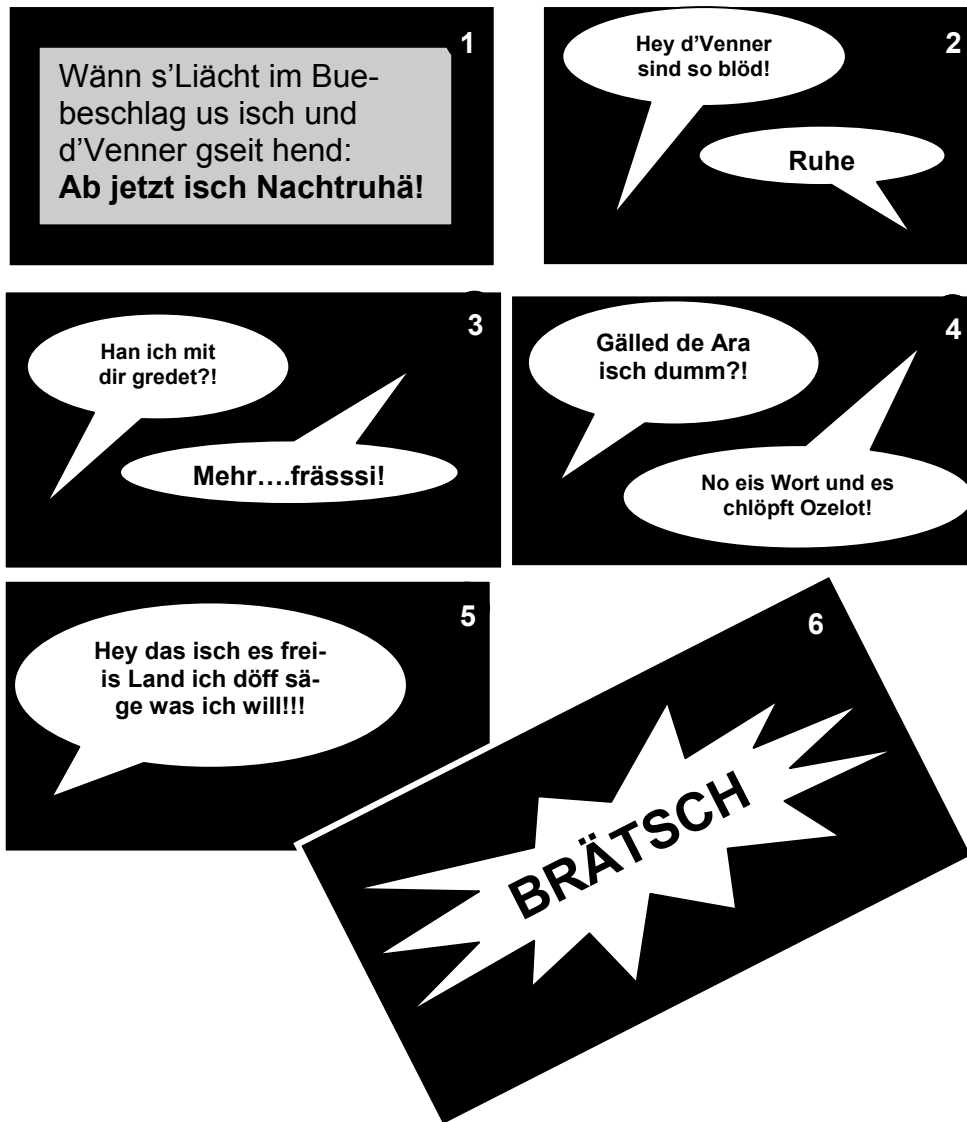 1
Wänn s’Liächt im Bue-
beschlag us isch und
d’Venner gseit hend:
Ab jetzt isch Nachtruhä!
2
Hey d’Venner
sind so blöd!
Ruhe
3
Han ich mit
dir gredet?!
Mehr….frässsi!
4
Gälled de Ara
isch dumm?!
No eis Wort und es
chlöpft Ozelot!
5
Hey das isch es frei-
is Land ich döff sä-
ge was ich will!!!
6
BRÄTSCH